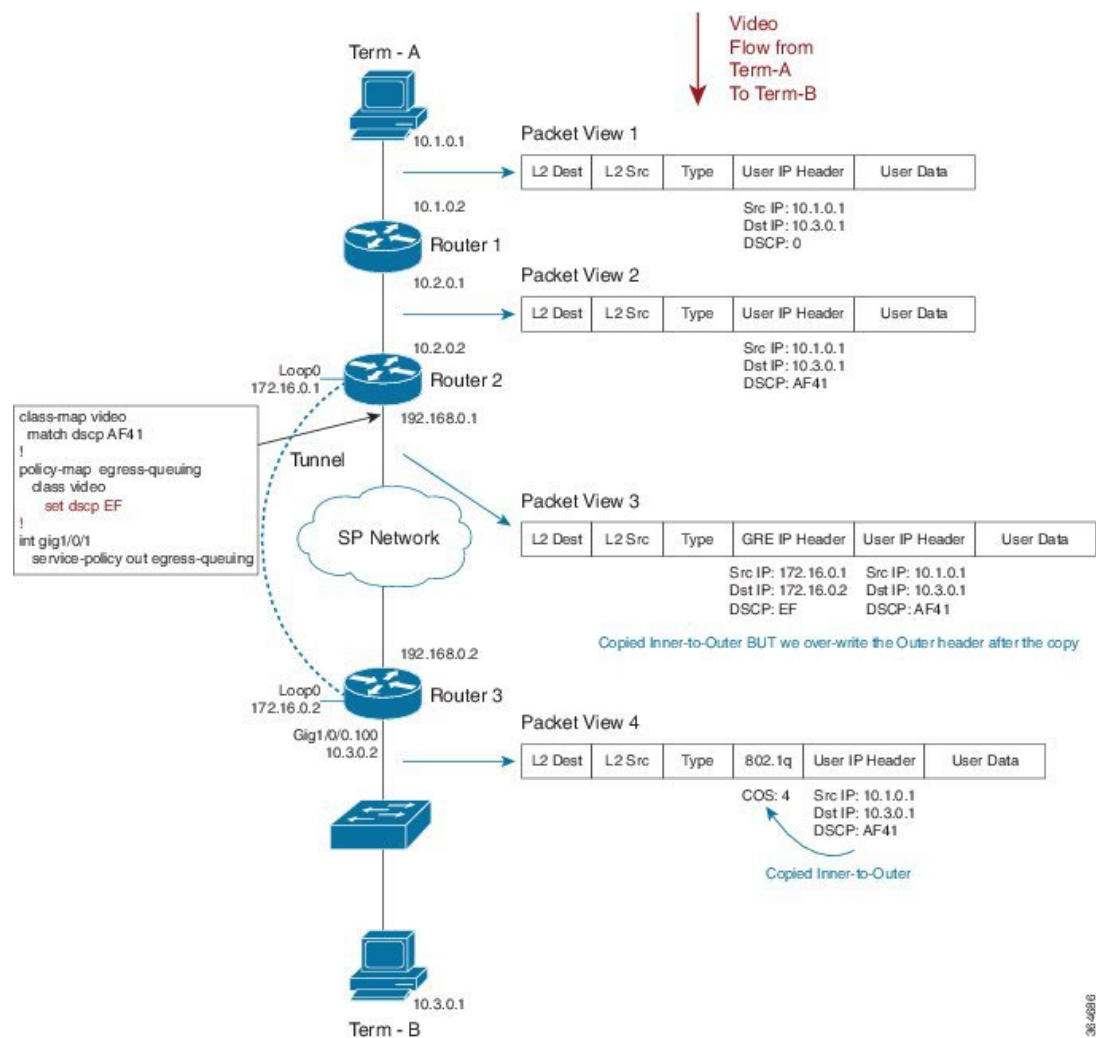 Video
Flow from
Term-A
To Term-B
Term - A
10.1.0.1
Packet View 1
L2 Dest L2 Src Type User IP Header User Data
Src IP: 10.1.0.1
Dst IP: 10.3.0.1
DSCP: 0
10.1.0.2
Router 1
10.2.0.1
Packet View 2
L2 Dest L2 Src Type User IP Header User Data
Src IP: 10.1.0.1
Dst IP: 10.3.0.1
DSCP: AF41
10.2.0.2
Loop0
172.16.0.1
Router 2
192.168.0.1
class-map video
match dscp AF41
!
policy-map egress-queuing
class video
set dscp EF
!
int gig1/0/1
service-policy out egress-queuing
Tunnel
SP Network
Packet View 3
L2 Dest L2 Src Type GRE IP Header User IP Header User Data
Src IP: 172.16.0.1 Src IP: 10.1.0.1
Dst IP: 172.16.0.2 Dst IP: 10.3.0.1
DSCP: EF DSCP: AF41
Copied Inner-to-Outer BUT we over-write the Outer header after the copy
192.168.0.2
Loop0
172.16.0.2
Router 3
Gig1/0/0.100
10.3.0.2
Packet View 4
L2 Dest L2 Src Type 802.1q User IP Header User Data
COS: 4 Src IP: 10.1.0.1
Dst IP: 10.3.0.1
DSCP: AF41
Copied Inner-to-Outer
10.3.0.1
Term - B
364686